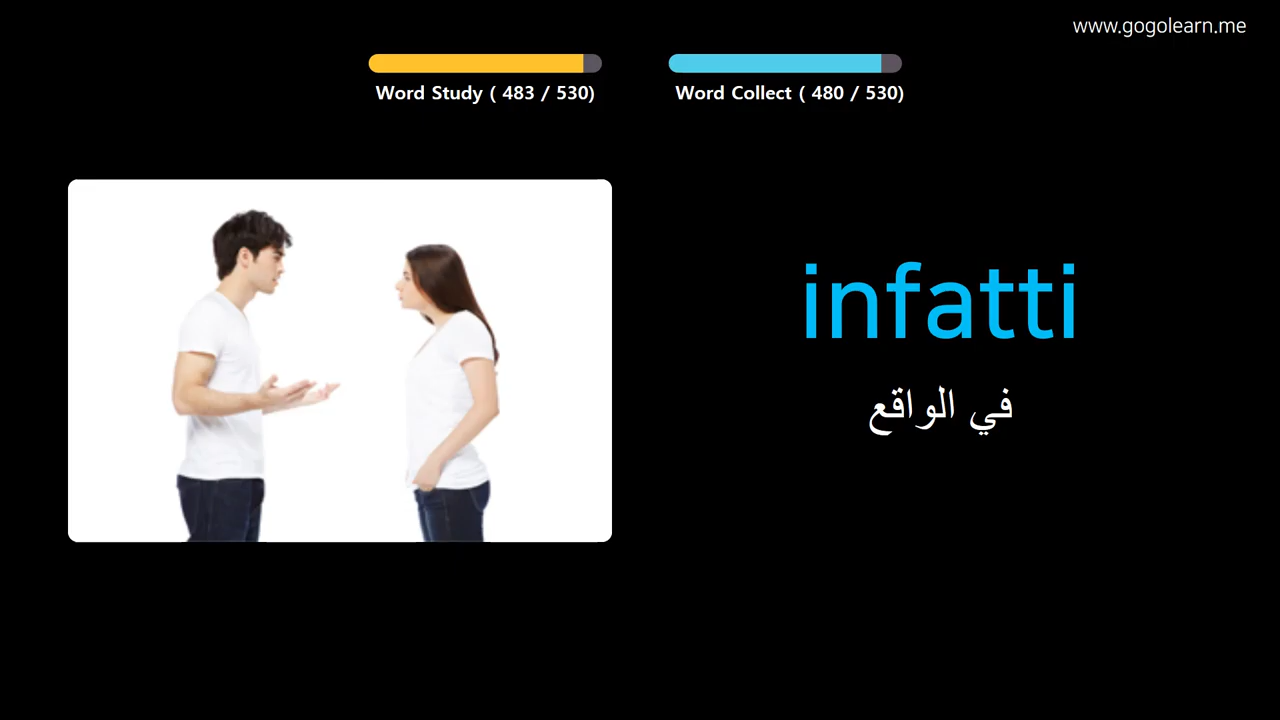 www.gogolearn.me
Word Study ( 483 / 530)
Word Collect ( 480 / 530)
infatti
في الواقع